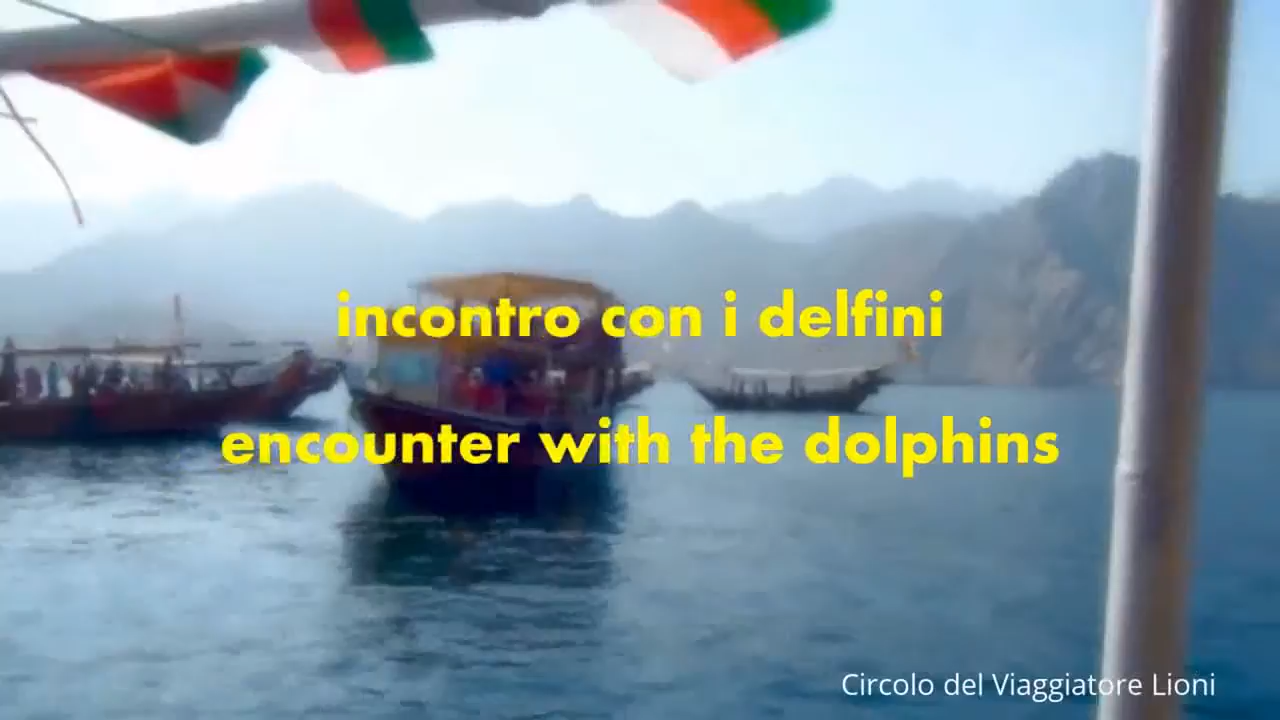 incontro con i delfini
encounter with the dolphins
Circolo del Viaggiatore Lioni